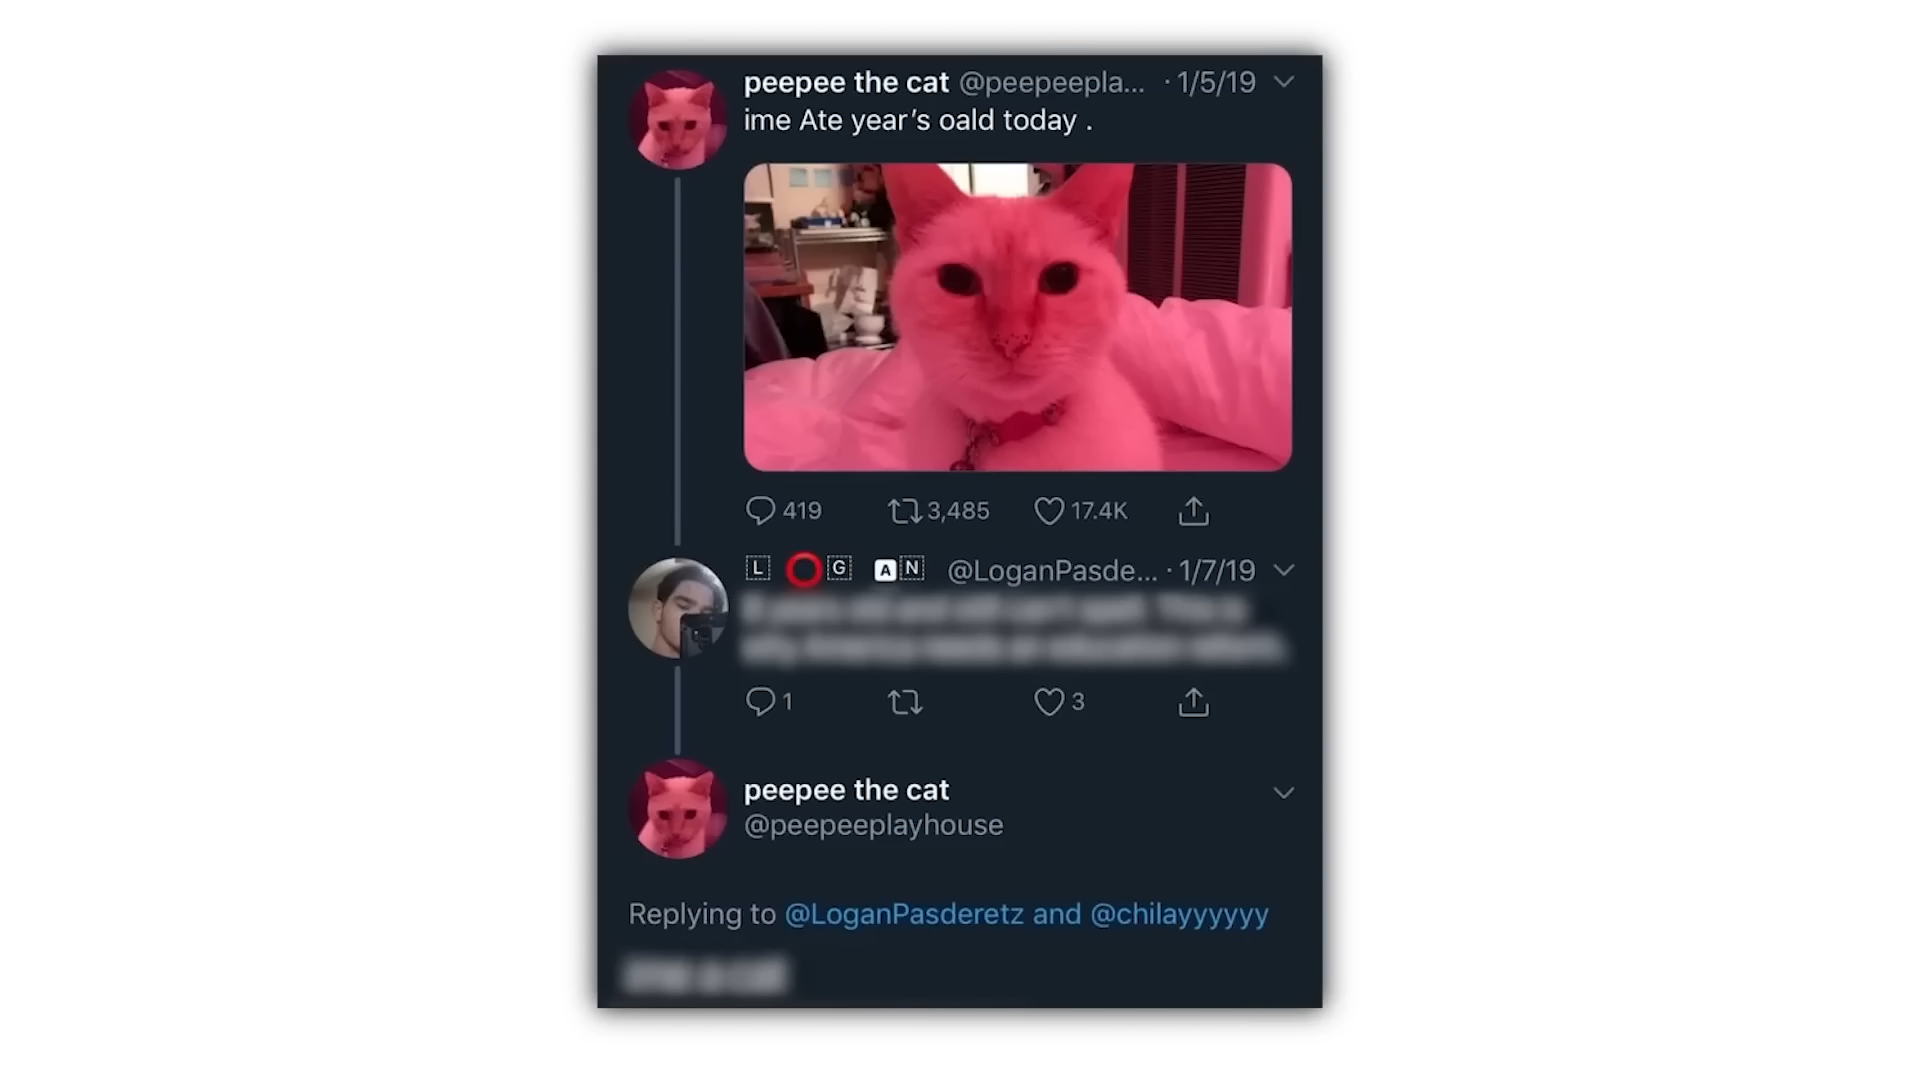 peepee the cat @peepeepla... · 1/5/19
ime Ate year’s oald today .
419 3,485 17.4K
L ⭕ G A N @LoganPasde... · 1/7/19
1 3
peepee the cat
@peepeeplayhouse
Replying to @LoganPasderetz and @chilayyyyyy